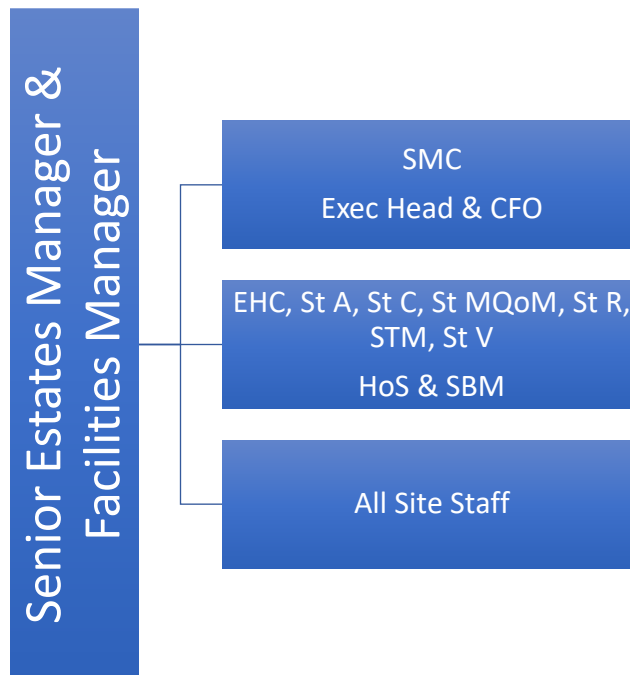 Senior Estates Manager &
Facilities Manager
SMC
Exec Head & CFO
EHC, St A, St C, St MQoM, St R,
STM, St V
HoS & SBM
All Site Staff